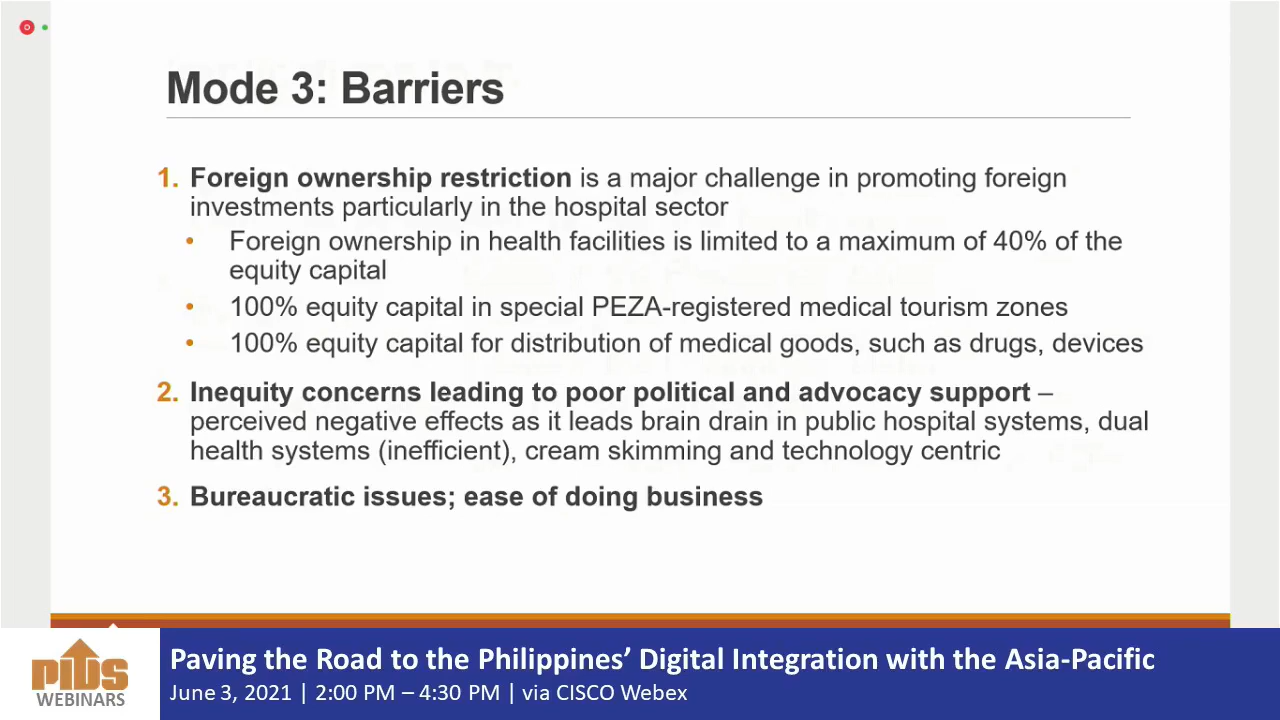 Mode 3: Barriers
1. Foreign ownership restriction is a major challenge in promoting foreign
investments particularly in the hospital sector
• Foreign ownership in health facilities is limited to a maximum of 40% of the
equity capital
• 100% equity capital in special PEZA-registered medical tourism zones
• 100% equity capital for distribution of medical goods, such as drugs, devices
2. Inequity concerns leading to poor political and advocacy support –
perceived negative effects as it leads brain drain in public hospital systems, dual
health systems (inefficient), cream skimming and technology centric
3. Bureaucratic issues; ease of doing business
PIDS
WEBINARS
Paving the Road to the Philippines’ Digital Integration with the Asia-Pacific
June 3, 2021 | 2:00 PM – 4:30 PM | via CISCO Webex